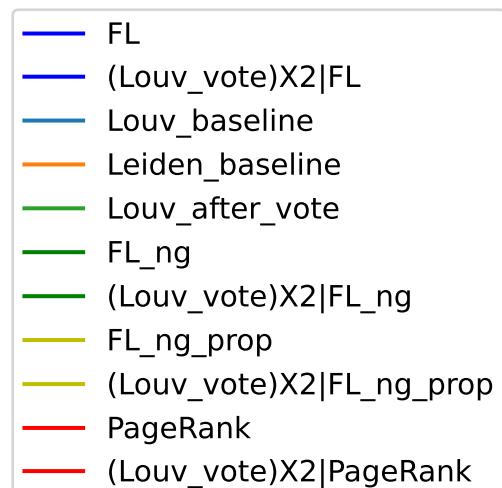 FL
(Louv_vote)X2|FL
Louv_baseline
Leiden_baseline
Louv_after_vote
FL_ng
(Louv_vote)X2|FL_ng
FL_ng_prop
(Louv_vote)X2|FL_ng_prop
PageRank
(Louv_vote)X2|PageRank